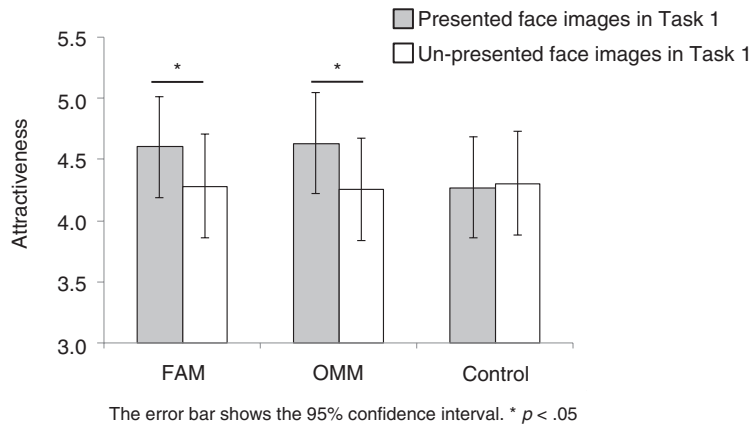 Presented face images in Task 1
Un-presented face images in Task 1
5.5
5.0
4.5
4.0
3.5
3.0
Attractiveness
*
*
FAM
OMM
Control
The error bar shows the 95% confidence interval. * p < .05